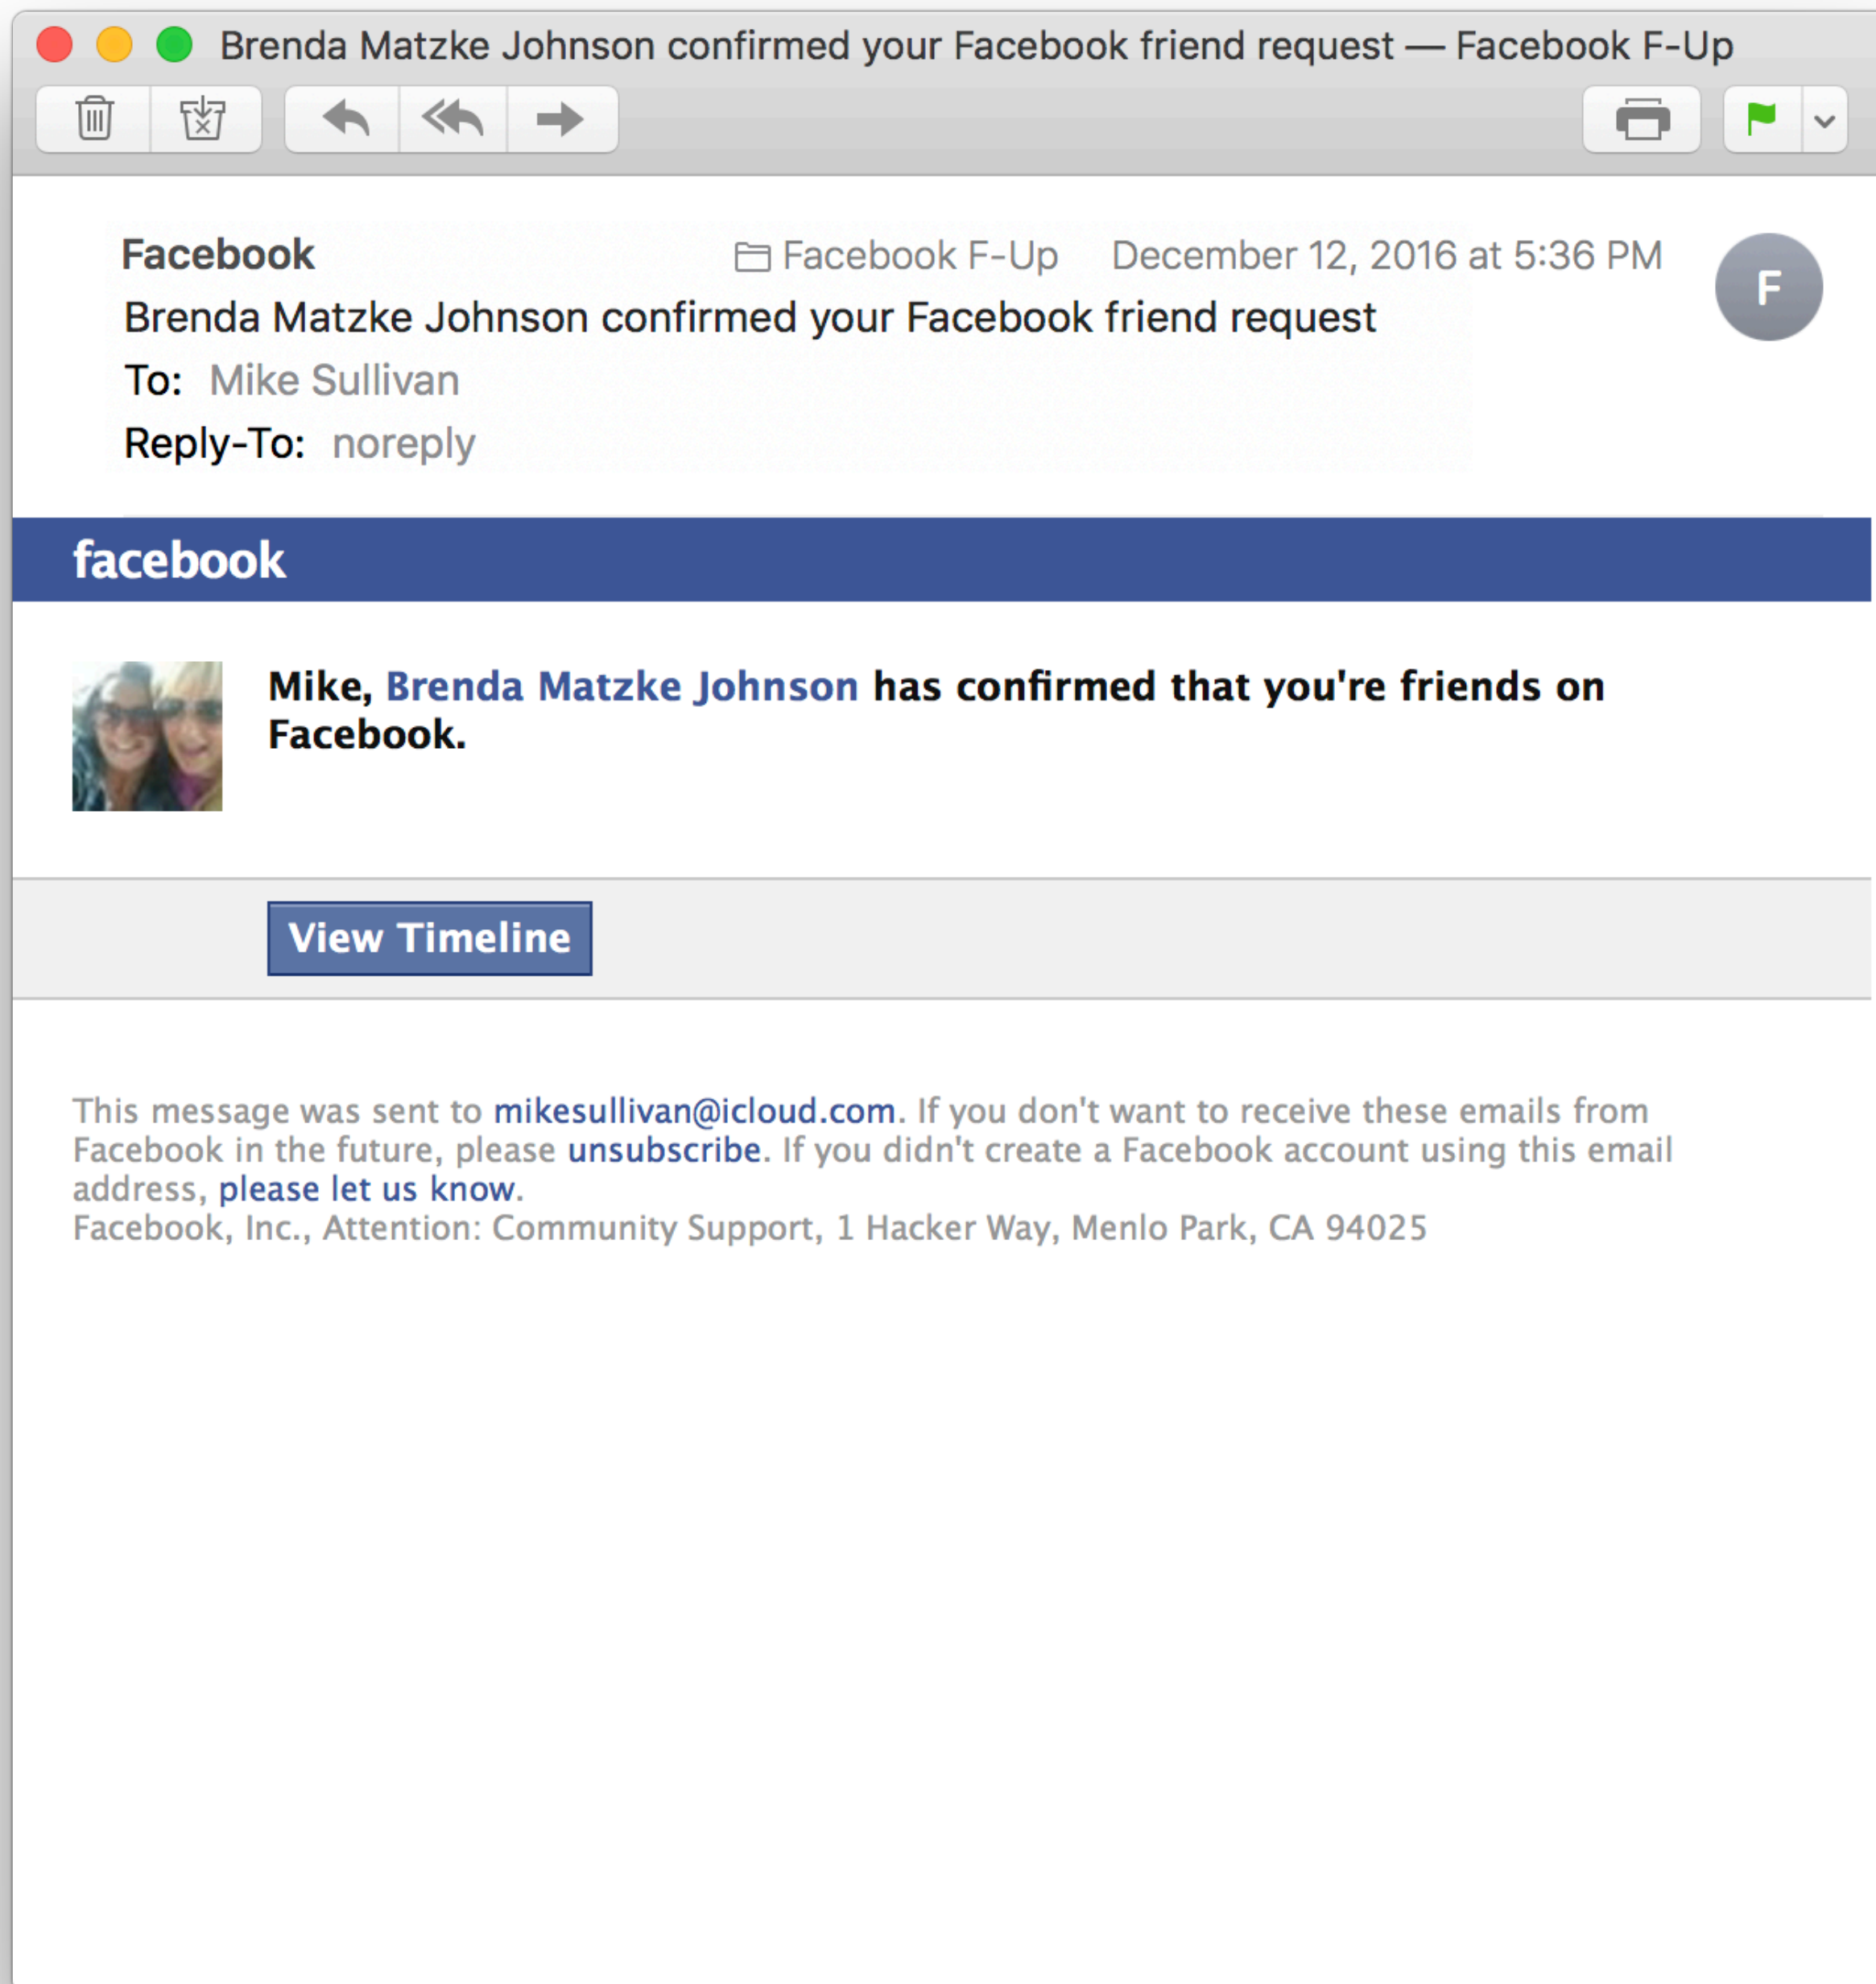 Brenda Matzke Johnson confirmed your Facebook friend request — Facebook F-Up
Facebook
Facebook F-Up
December 12, 2016 at 5:36 PM
F
Brenda Matzke Johnson confirmed your Facebook friend request
To: Mike Sullivan
Reply-To: noreply
facebook
Mike, Brenda Matzke Johnson has confirmed that you're friends on
Facebook.
View Timeline
This message was sent to mikesullivan@icloud.com. If you don't want to receive these emails from
Facebook in the future, please unsubscribe. If you didn't create a Facebook account using this email
address, please let us know.
Facebook, Inc., Attention: Community Support, 1 Hacker Way, Menlo Park, CA 94025